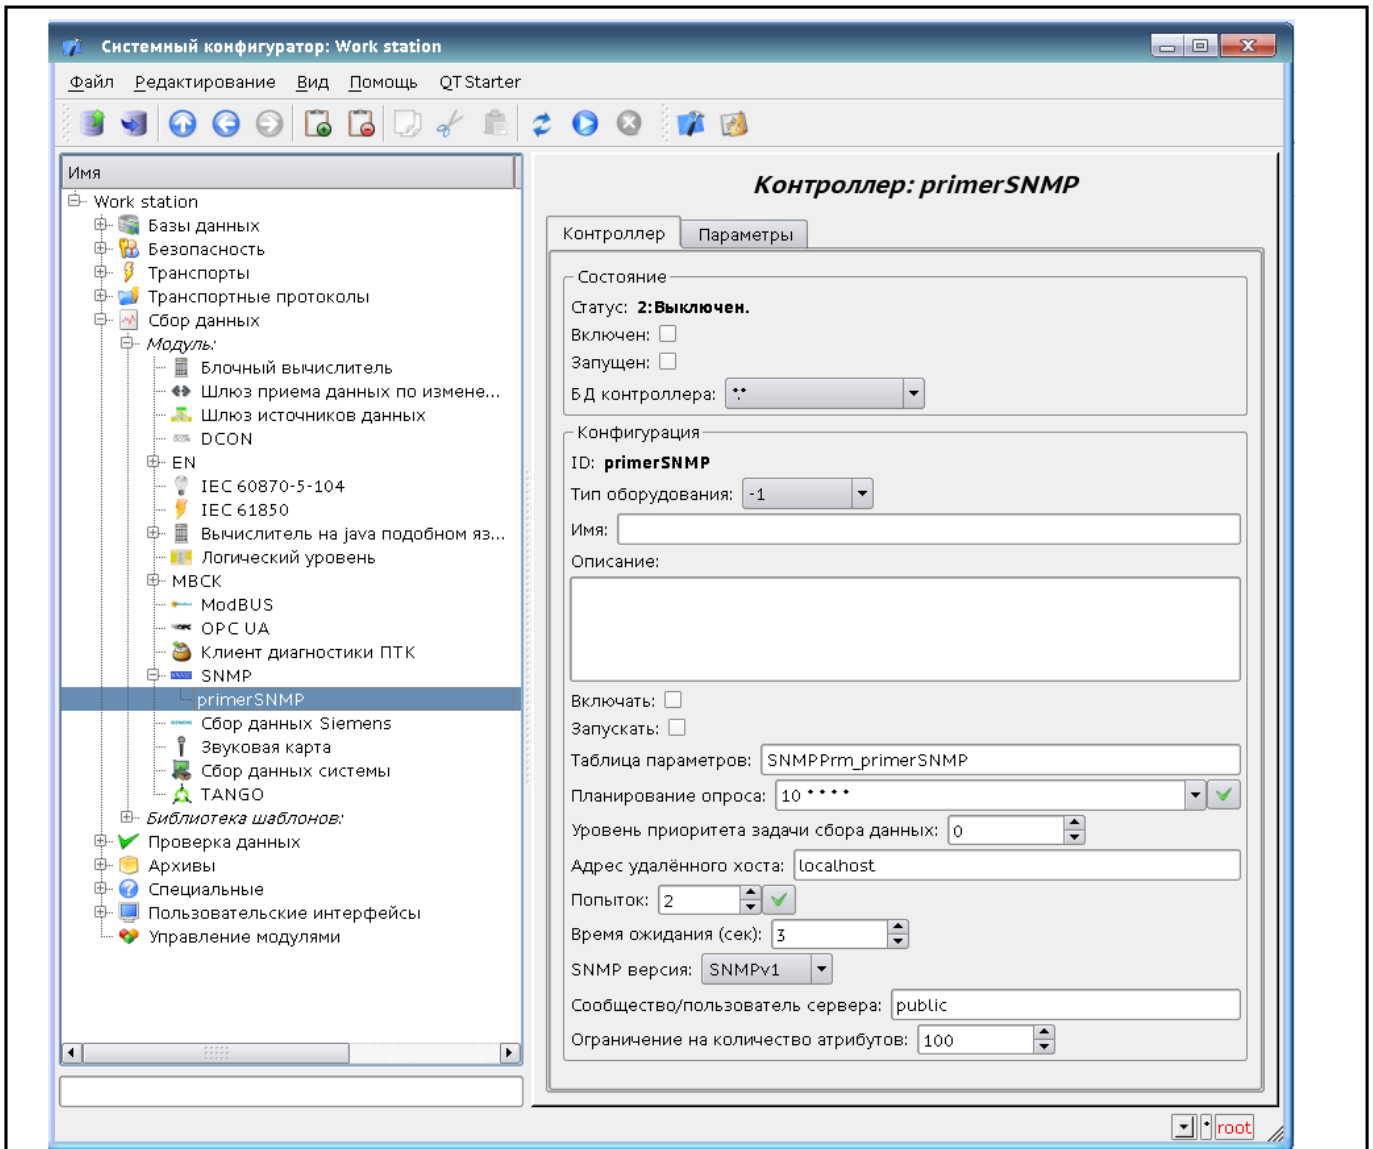 Системный конфигуратор: Work station
Файл Редактирование Вид Помощь QTStarter
Имя
Work station
Базы данных
Безопасность
Транспорты
Транспортные протоколы
Сбор данных
Модуль:
Блочный вычислитель
Шлюз приема данных по измене...
Шлюз источников данных
DCON
EN
IEC 60870-5-104
IEC 61850
Вычислитель на java подобном яз...
Логический уровень
МВСК
ModBUS
OPC UA
Клиент диагностики ПТК
SNMP
primerSNMP
Сбор данных Siemens
Звуковая карта
Сбор данных системы
TANGO
Библиотека шаблонов:
Проверка данных
Архивы
Специальные
Пользовательские интерфейсы
Управление модулями
Контроллер: primerSNMP
Контроллер Параметры
Состояние
Статус: 2:Выключен.
Включен:
Запущен:
БД контроллера: *.*
Конфигурация
ID: primerSNMP
Тип оборудования: -1
Имя:
Описание:
Включать:
Запускать:
Таблица параметров: SNMPPrm_primerSNMP
Планирование опроса: 10 * * * *
Уровень приоритета задачи сбора данных: 0
Адрес удалённого хоста: localhost
Попыток: 2
Время ожидания (сек): 3
SNMP версия: SNMPv1
Сообщество/пользователь сервера: public
Ограничение на количество атрибутов: 100
* root